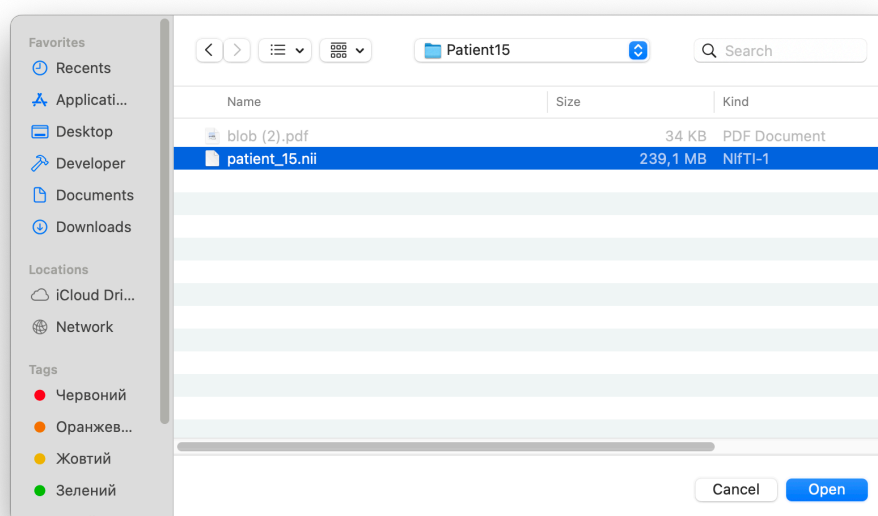 Favorites
Recents
Applicati...
Desktop
Developer
Documents
Downloads
Locations
iCloud Dri...
Network
Tags
Червоний
Оранжев...
Жовтий
Зелений
Patient15
Search
Name Size Kind
blob (2).pdf 34 KB PDF Document
patient_15.nii 239,1 MB NIfTI-1
Cancel Open